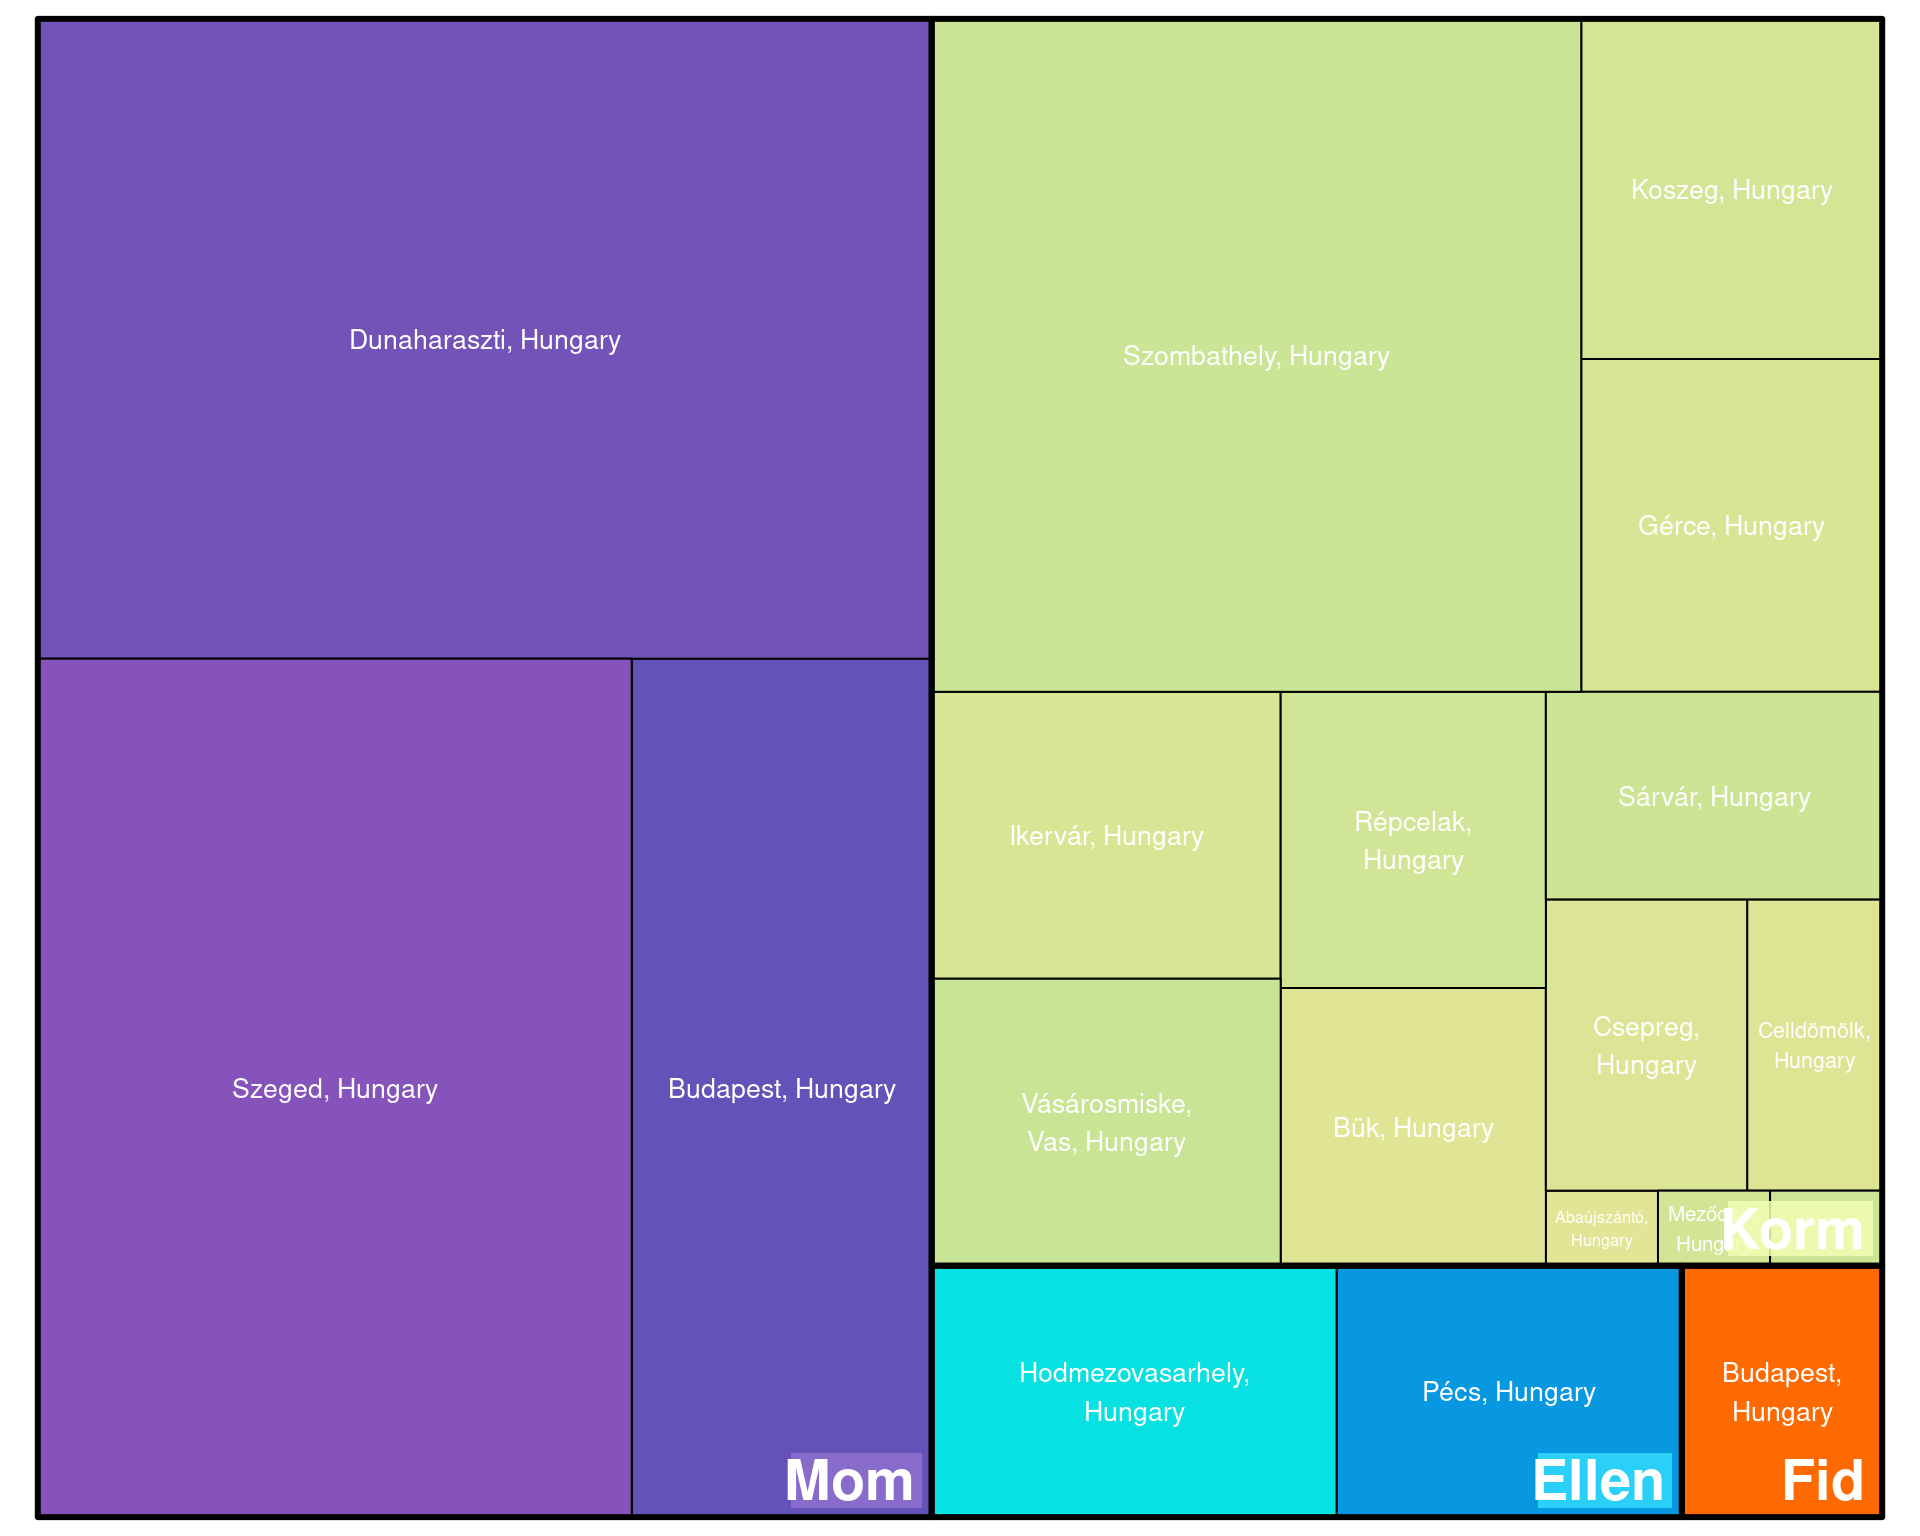 Dunaharaszti, Hungary
Szeged, Hungary
Budapest, Hungary
Mom
Szombathely, Hungary
Koszeg, Hungary
Gérce, Hungary
Ikervár, Hungary
Répcelak,
Hungary
Sárvár, Hungary
Vásárosmiske,
Vas, Hungary
Bük, Hungary
Csepreg,
Hungary
Celldömölk,
Hungary
Abaújszántó,
Hungary
Korm
Hodmezovasarhely,
Hungary
Pécs, Hungary
Ellen
Budapest,
Hungary
Fid